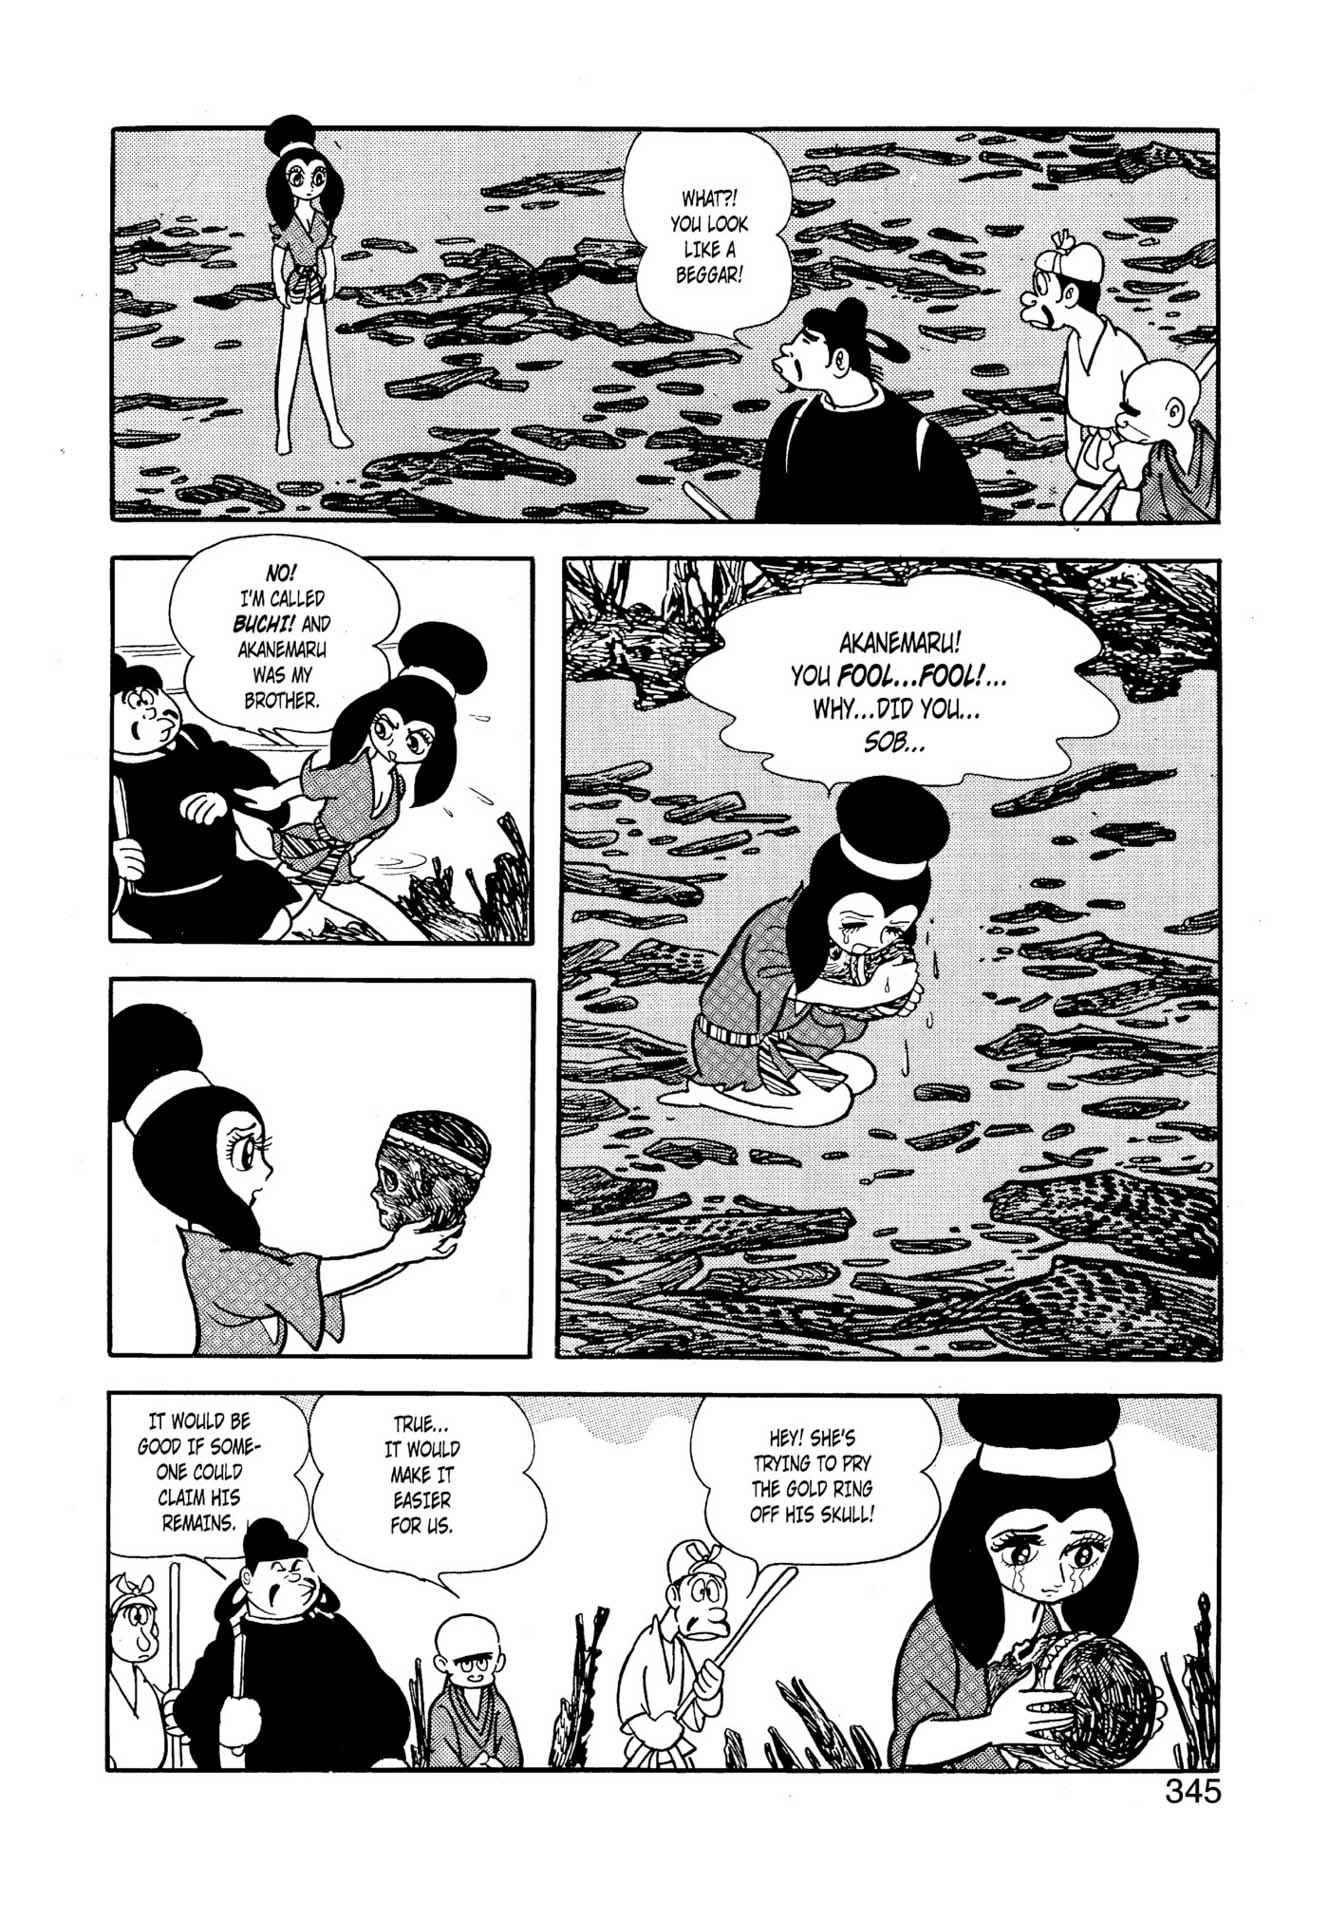 WHAT?!
YOU LOOK
LIKE A
BEGGAR!
NO!
I'M CALLED
BUCHI! AND
AKANEMARU
WAS MY
BROTHER.
AKANEMARU!
YOU FOOL...FOOL!...
WHY...DID YOU...
SOB...
IT WOULD BE
GOOD IF SOME-
ONE COULD
CLAIM HIS
REMAINS.
TRUE...
IT WOULD
MAKE IT
EASIER
FOR US.
HEY! SHE'S
TRYING TO PRY
THE GOLD RING
OFF HIS SKULL!
345